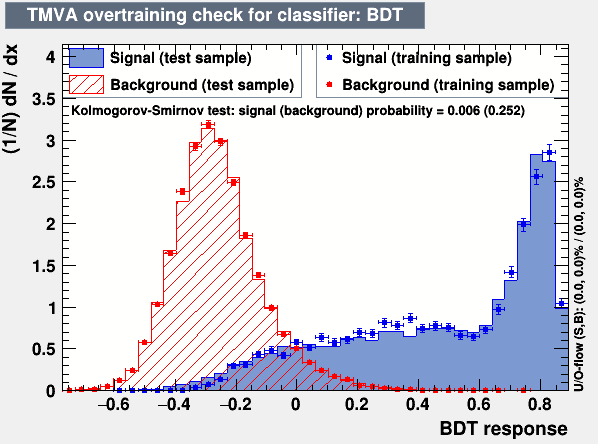 TMVA overtraining check for classifier: BDT
(1/N) dN / dx
Signal (test sample)
Background (test sample)
Signal (training sample)
Background (training sample)
Kolmogorov-Smirnov test: signal (background) probability = 0.006 (0.252)
4
3.5
3
2.5
2
1.5
1
0.5
0
−0.6
−0.4
−0.2
0
0.2
0.4
0.6
0.8
BDT response
U/O-flow (S,B): (0.0, 0.0)% / (0.0, 0.0)%